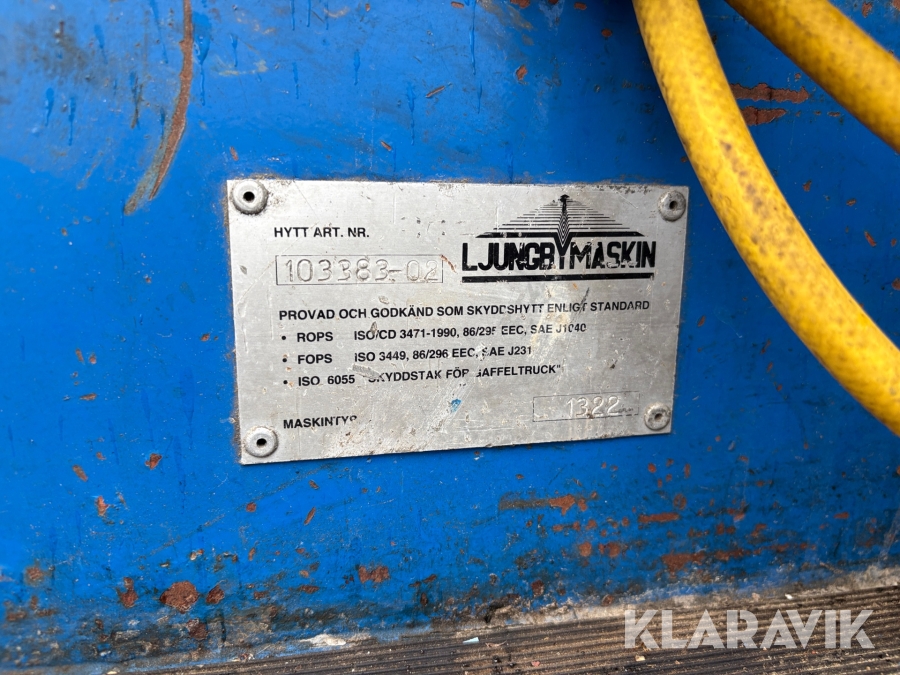 HYTT ART. NR.
LJUNGBYMASKIN
103383-02
PROVAD OCH GODKÄND SOM SKYDDSHYTT ENLIGT STANDARD
• ROPS ISO/CD 3471-1990, 86/295 EEC, SAE J1040
• FOPS ISO 3449, 86/296 EEC, SAE J231
• ISO 6055 "SKYDDSTAK FÖR GAFFELTRUCK"
MASKINTYP 1322
KLARAVIK